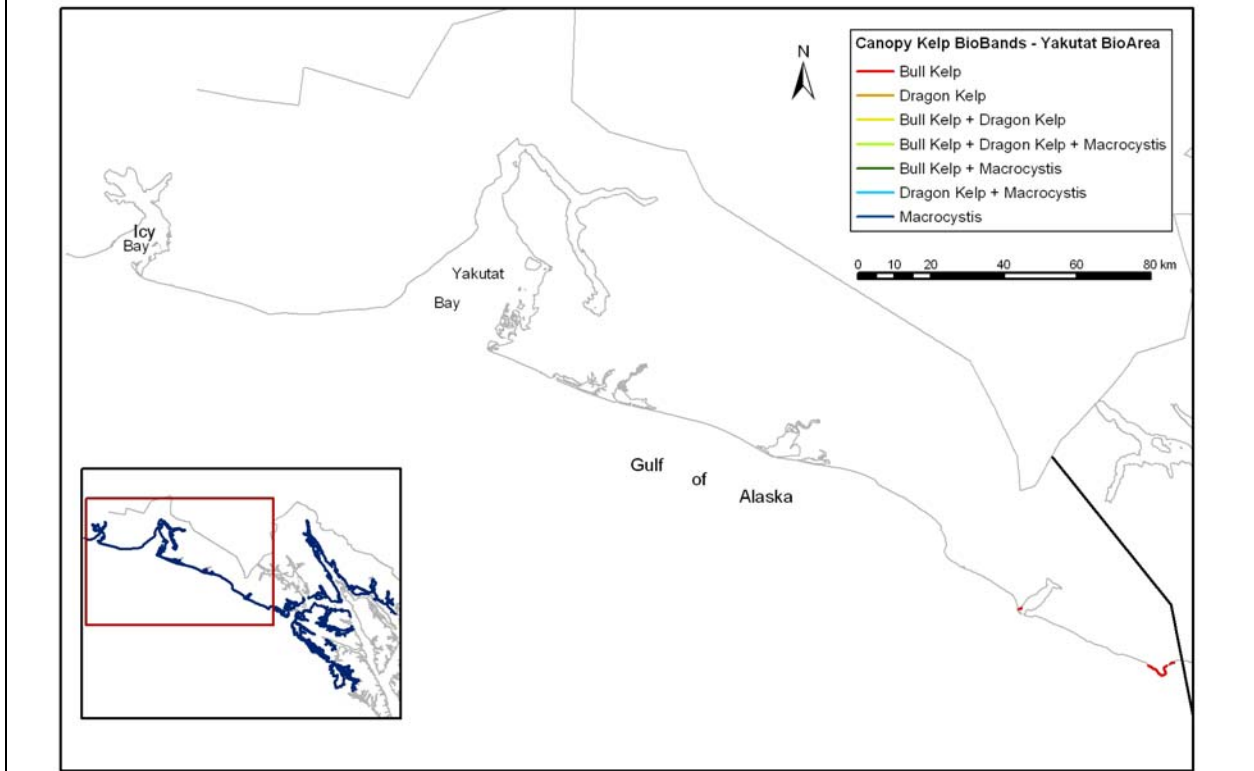 N
Canopy Kelp BioBands - Yakutat BioArea
Bull Kelp
Dragon Kelp
Bull Kelp + Dragon Kelp
Bull Kelp + Dragon Kelp + Macrocystis
Bull Kelp + Macrocystis
Dragon Kelp + Macrocystis
Macrocystis
0 10 20 40 60 80 km
Icy
Bay
Yakutat
Bay
Gulf
of
Alaska